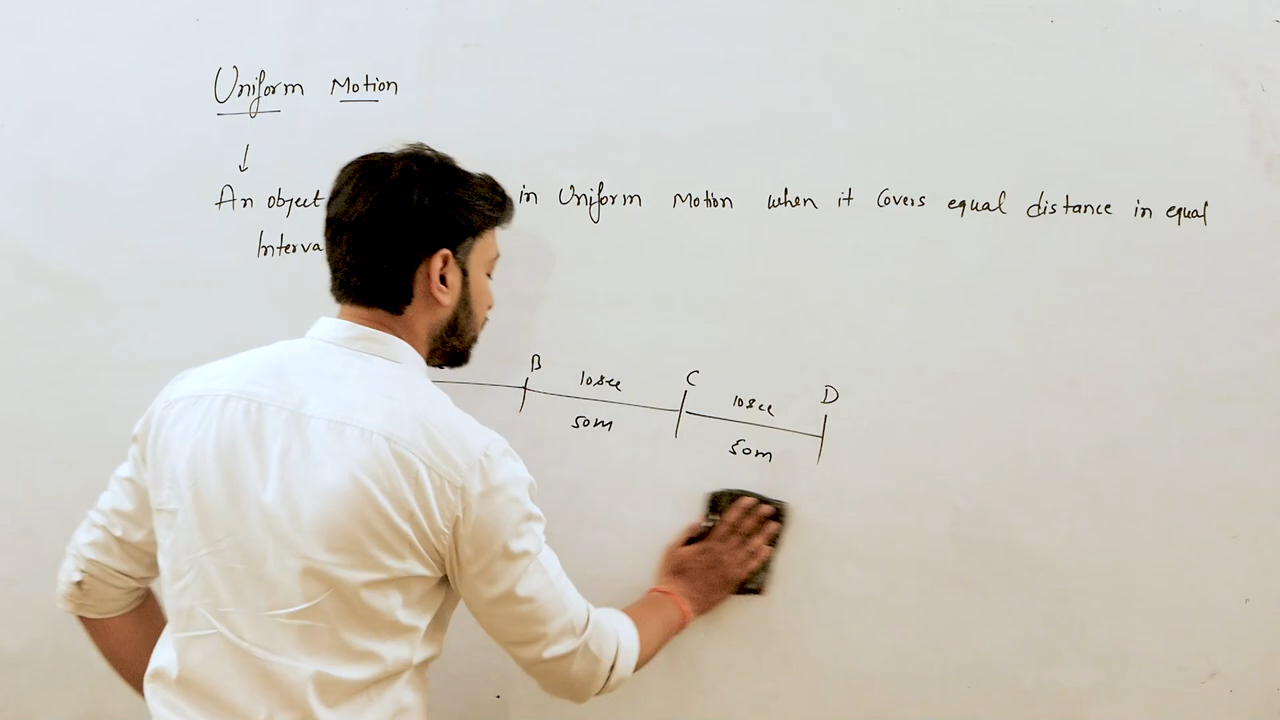 Uniform Motion
An object in Uniform Motion when it Covers equal distance in equal
Interva
B 10sec C 10sec D
50m 50m